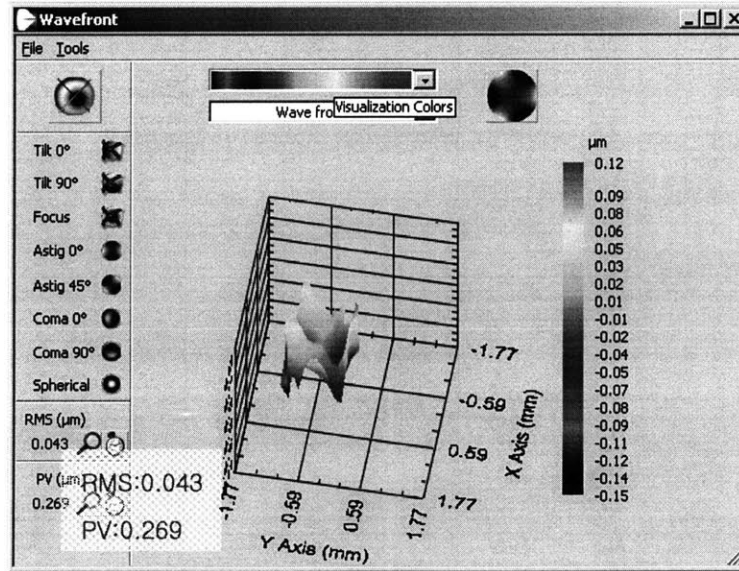 Wavefront
File Tools
Wave fro
Visualization Colors
Tilt 0°
Tilt 90°
Focus
Astig 0°
Astig 45°
Coma 0°
Coma 90°
Spherical
RMS (µm)
0.043
PV (µm
0.269
RMS:0.043
PV:0.269
-1.77
-0.59
0.59
1.77
Y Axis (mm)
-1.77
-0.59
0.59
1.77
X Axis (mm)
µm
0.12
0.09
0.08
0.06
0.05
0.03
0.02
0.01
-0.01
-0.02
-0.04
-0.05
-0.07
-0.08
-0.09
-0.11
-0.12
-0.14
-0.15